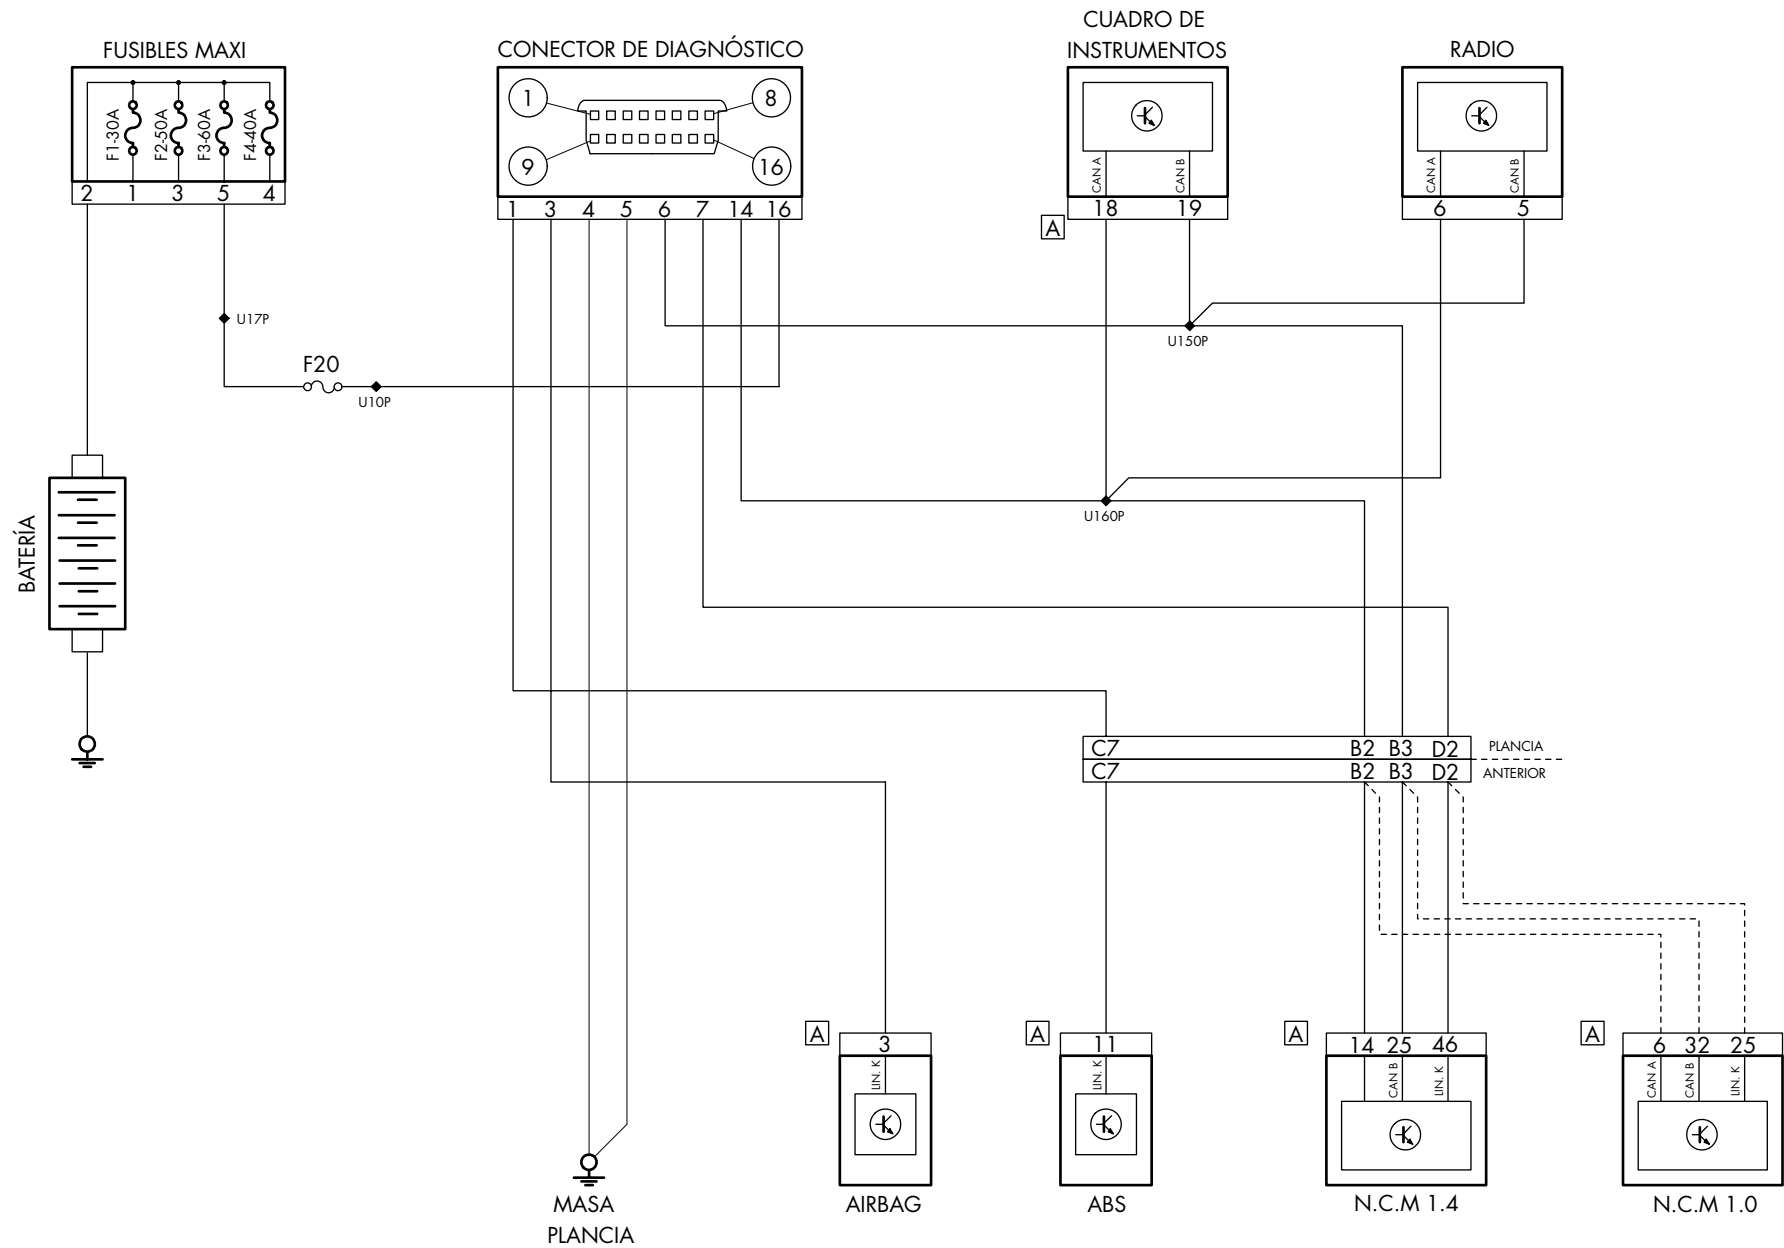 FUSIBLES MAXI
F1-30A
F2-50A
F3-60A
F4-40A
2 1 3 5 4
CONECTOR DE DIAGNÓSTICO
1 8
9 16
1 3 4 5 6 7 14 16
CUADRO DE
INSTRUMENTOS
CAN A CAN B
18 19
A
RADIO
CAN A CAN B
6 5
U17P
F20
U10P
U150P
U160P
BATERÍA
C7 B2 B3 D2 PLANCIA
C7 B2 B3 D2 ANTERIOR
A
3
LIN. K
AIRBAG
A
11
LIN. K
ABS
A
14 25 46
CAN B LIN. K
N.C.M 1.4
A
6 32 25
CAN A CAN B LIN. K
N.C.M 1.0
MASA
PLANCIA